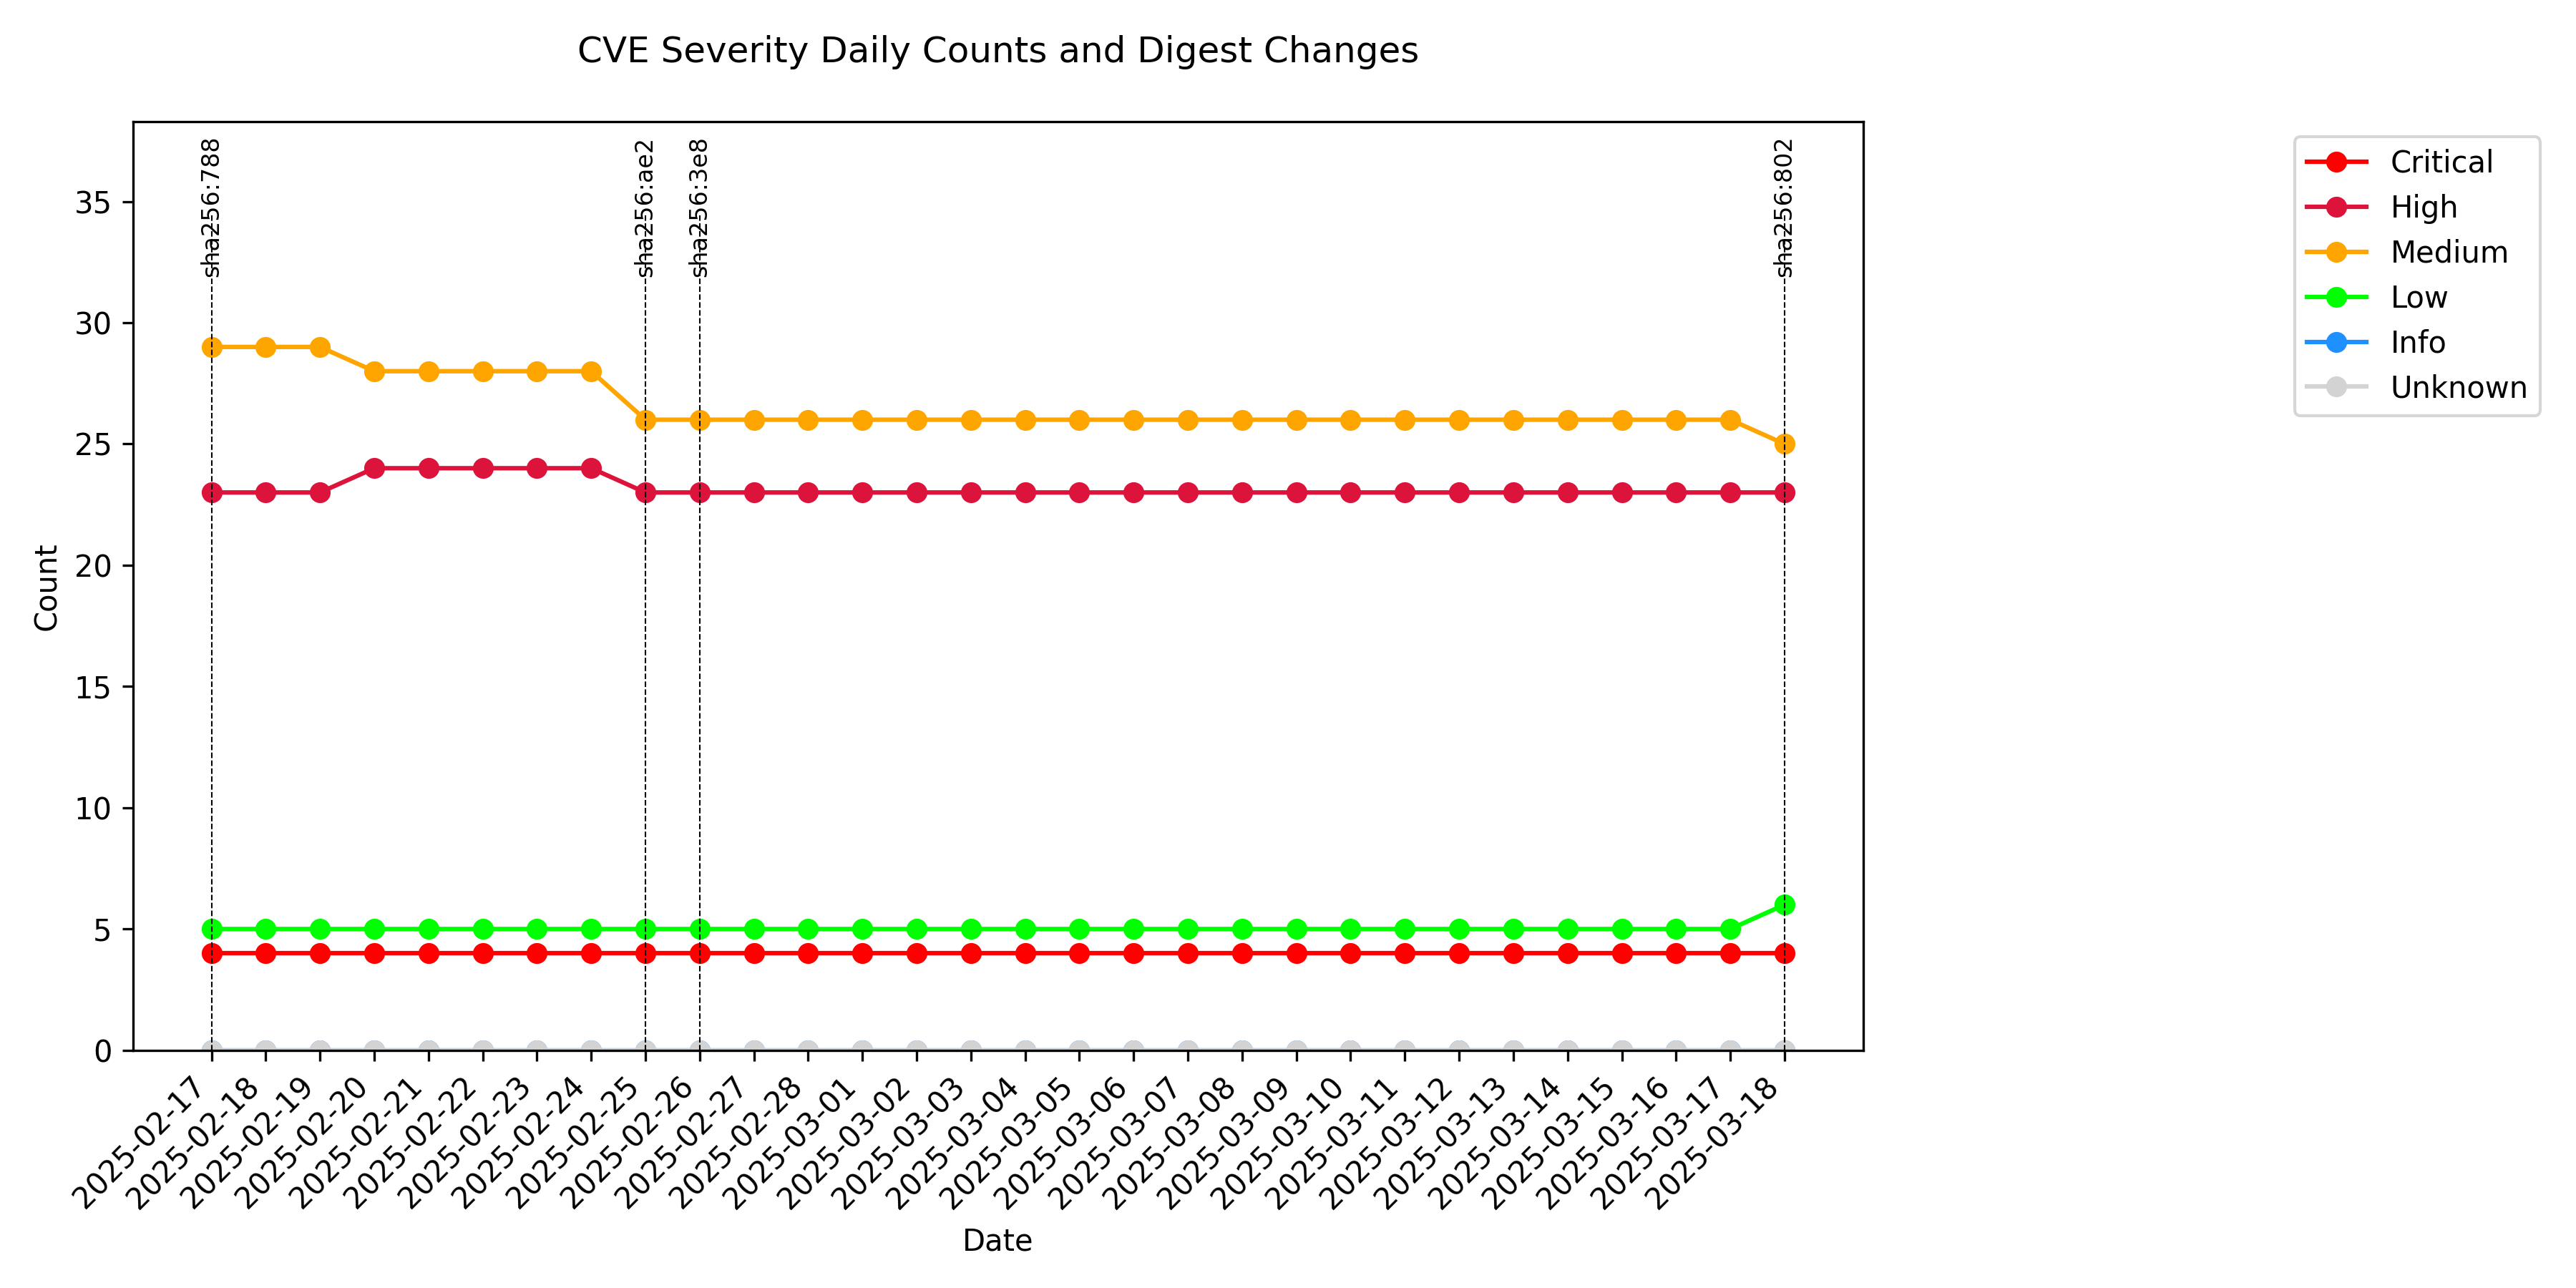 CVE Severity Daily Counts and Digest Changes
sha256:788
sha256:ae2
sha256:3e8
sha256:802
Critical
High
Medium
Low
Info
Unknown
Count
35
30
25
20
15
10
5
0
2025-02-17
2025-02-18
2025-02-19
2025-02-20
2025-02-21
2025-02-22
2025-02-23
2025-02-24
2025-02-25
2025-02-26
2025-02-27
2025-02-28
2025-03-01
2025-03-02
2025-03-03
2025-03-04
2025-03-05
2025-03-06
2025-03-07
2025-03-08
2025-03-09
2025-03-10
2025-03-11
2025-03-12
2025-03-13
2025-03-14
2025-03-15
2025-03-16
2025-03-17
2025-03-18
Date